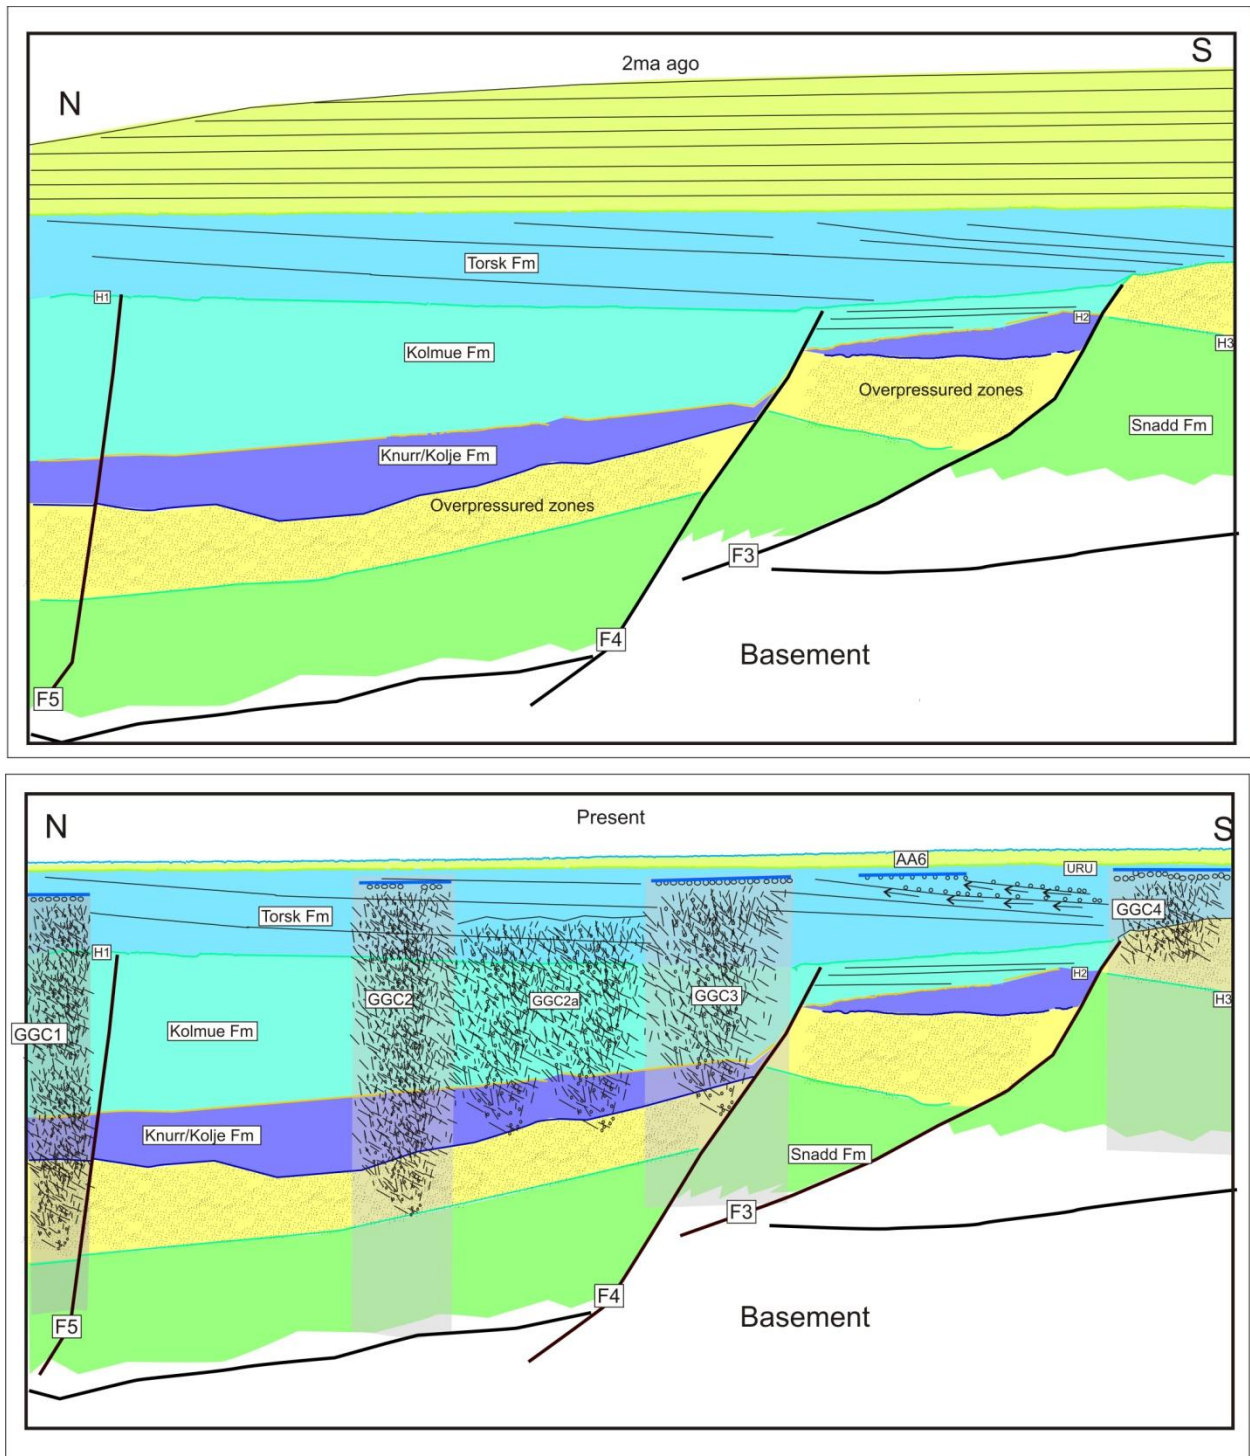 2ma ago
S
N
Torsk Fm
H1
H2
H3
Kolmue Fm
Overpressured zones
Snadd Fm
Knurr/Kolje Fm
Overpressured zones
F3
F4
Basement
F5
N
Present
S
AA6
URU
Torsk Fm
GGC4
H1
H2
GGC2
GGC2a
GGC3
H3
GGC1
Kolmue Fm
Knurr/Kolje Fm
Snadd Fm
F3
F4
Basement
F5